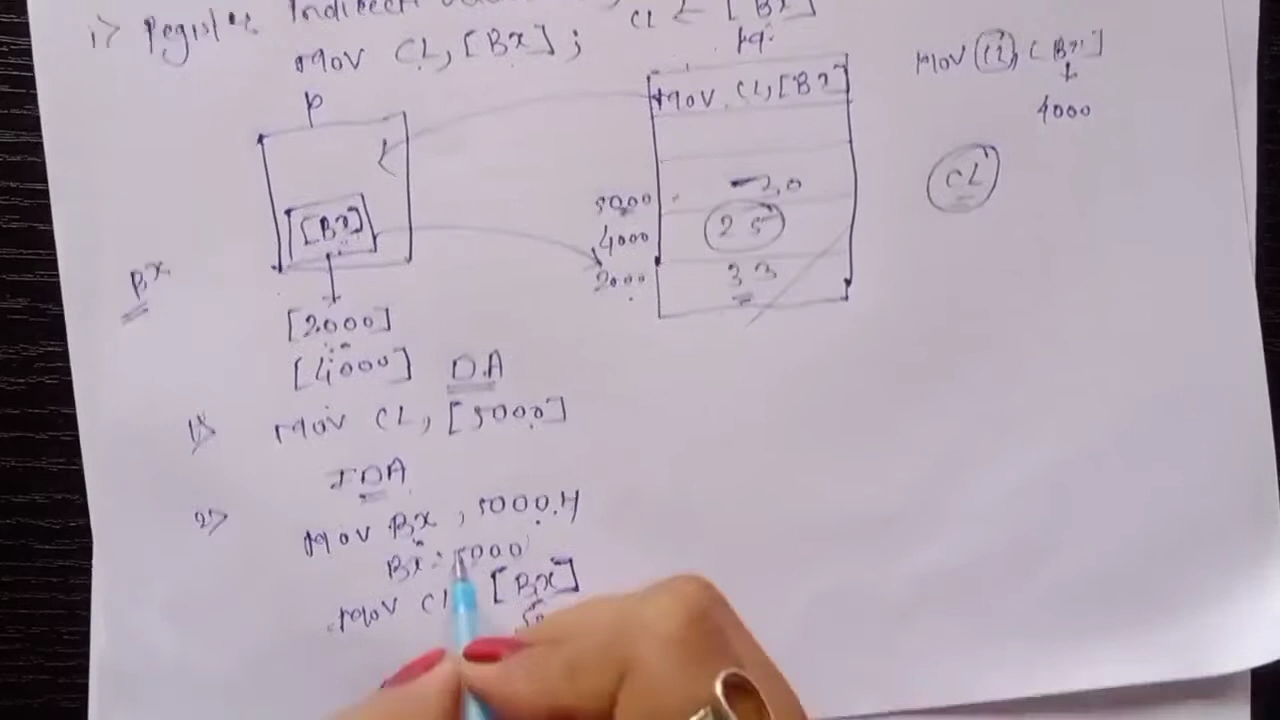 i> Register Indirect
CL ← [BX]
MOV CL, [BX];
MOV CL, [BX]
4000
P
MOV CL, [BX]
CL
20
5000
[BX]
25
4000
33
2000
BX
[2000]
[4000] D.A
1> MOV CL, [5000]
IDA
2> MOV BX, 5000H
BX: 5000
MOV CL [BX]
50